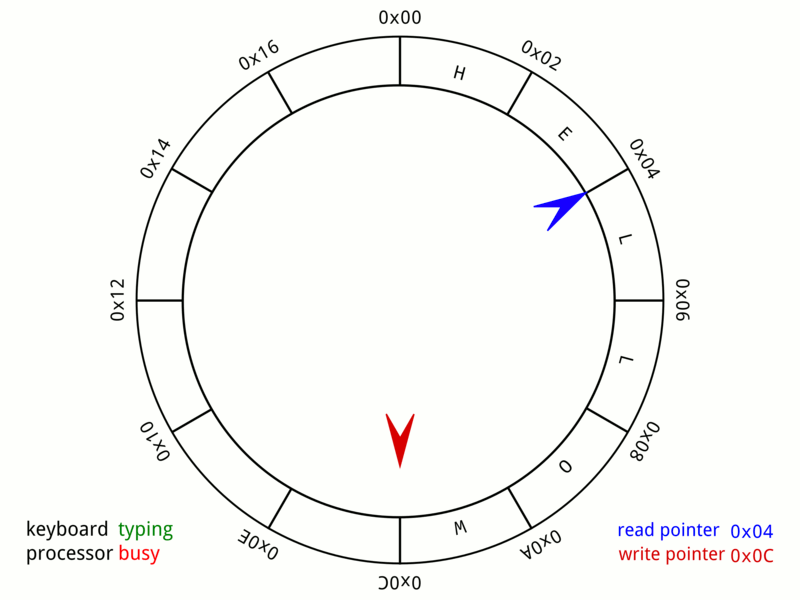 0x00
0x02
0x04
0x06
0x08
0x0A
0x0C
0x0E
0x10
0x12
0x14
0x16
H
E
L
L
O
W
keyboard typing
processor busy
read pointer 0x04
write pointer 0x0C